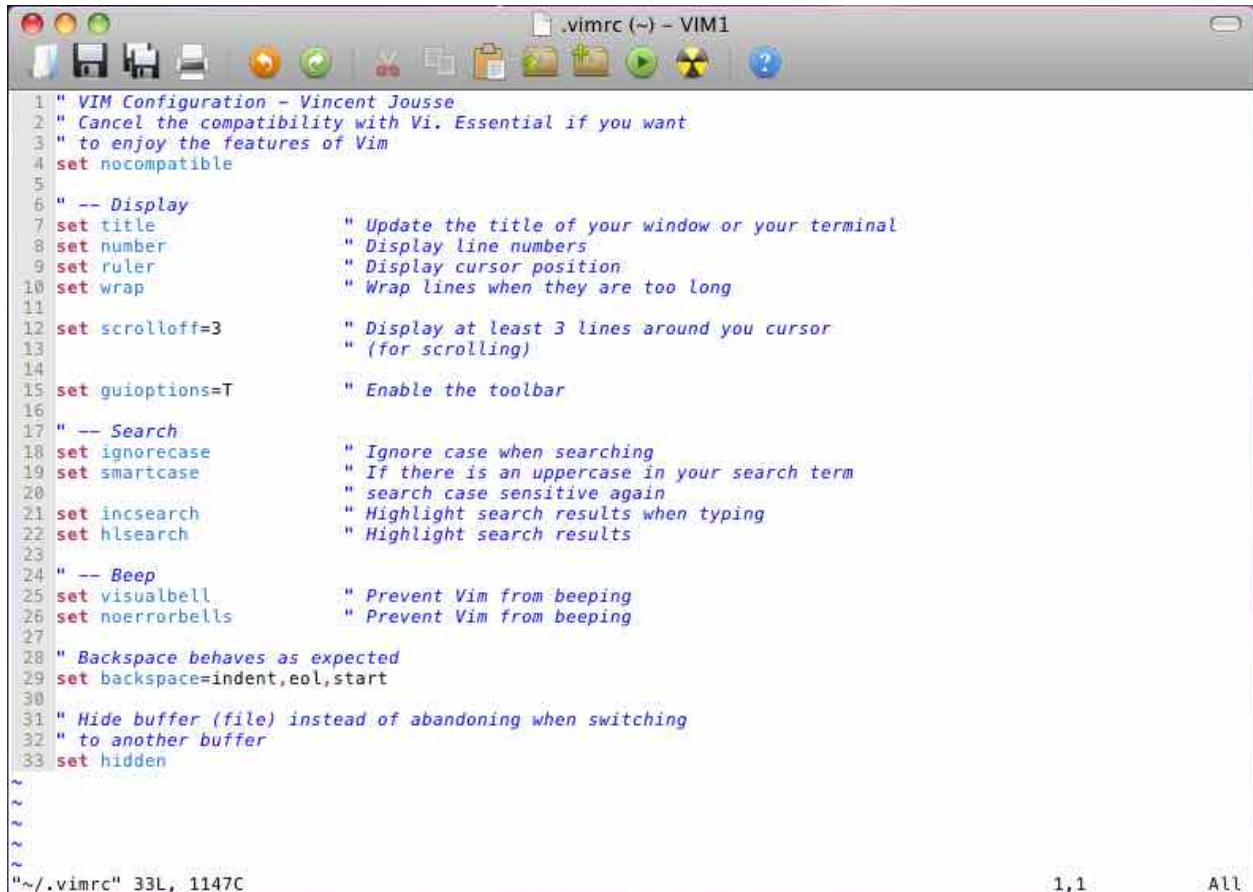 .vimrc (~) - VIM1
1 " VIM Configuration - Vincent Jousse
2 " Cancel the compatibility with Vi. Essential if you want
3 " to enjoy the features of Vim
4 set nocompatible
5
6 " -- Display
7 set title " Update the title of your window or your terminal
8 set number " Display line numbers
9 set ruler " Display cursor position
10 set wrap " Wrap lines when they are too long
11
12 set scrolloff=3 " Display at least 3 lines around you cursor
13 " (for scrolling)
14
15 set guioptions=T " Enable the toolbar
16
17 " -- Search
18 set ignorecase " Ignore case when searching
19 set smartcase " If there is an uppercase in your search term
20 " search case sensitive again
21 set incsearch " Highlight search results when typing
22 set hlsearch " Highlight search results
23
24 " -- Beep
25 set visualbell " Prevent Vim from beeping
26 set noerrorbells " Prevent Vim from beeping
27
28 " Backspace behaves as expected
29 set backspace=indent,eol,start
30
31 " Hide buffer (file) instead of abandoning when switching
32 " to another buffer
33 set hidden
~
~
~
~
~
"~/.vimrc" 33L, 1147C 1,1 All